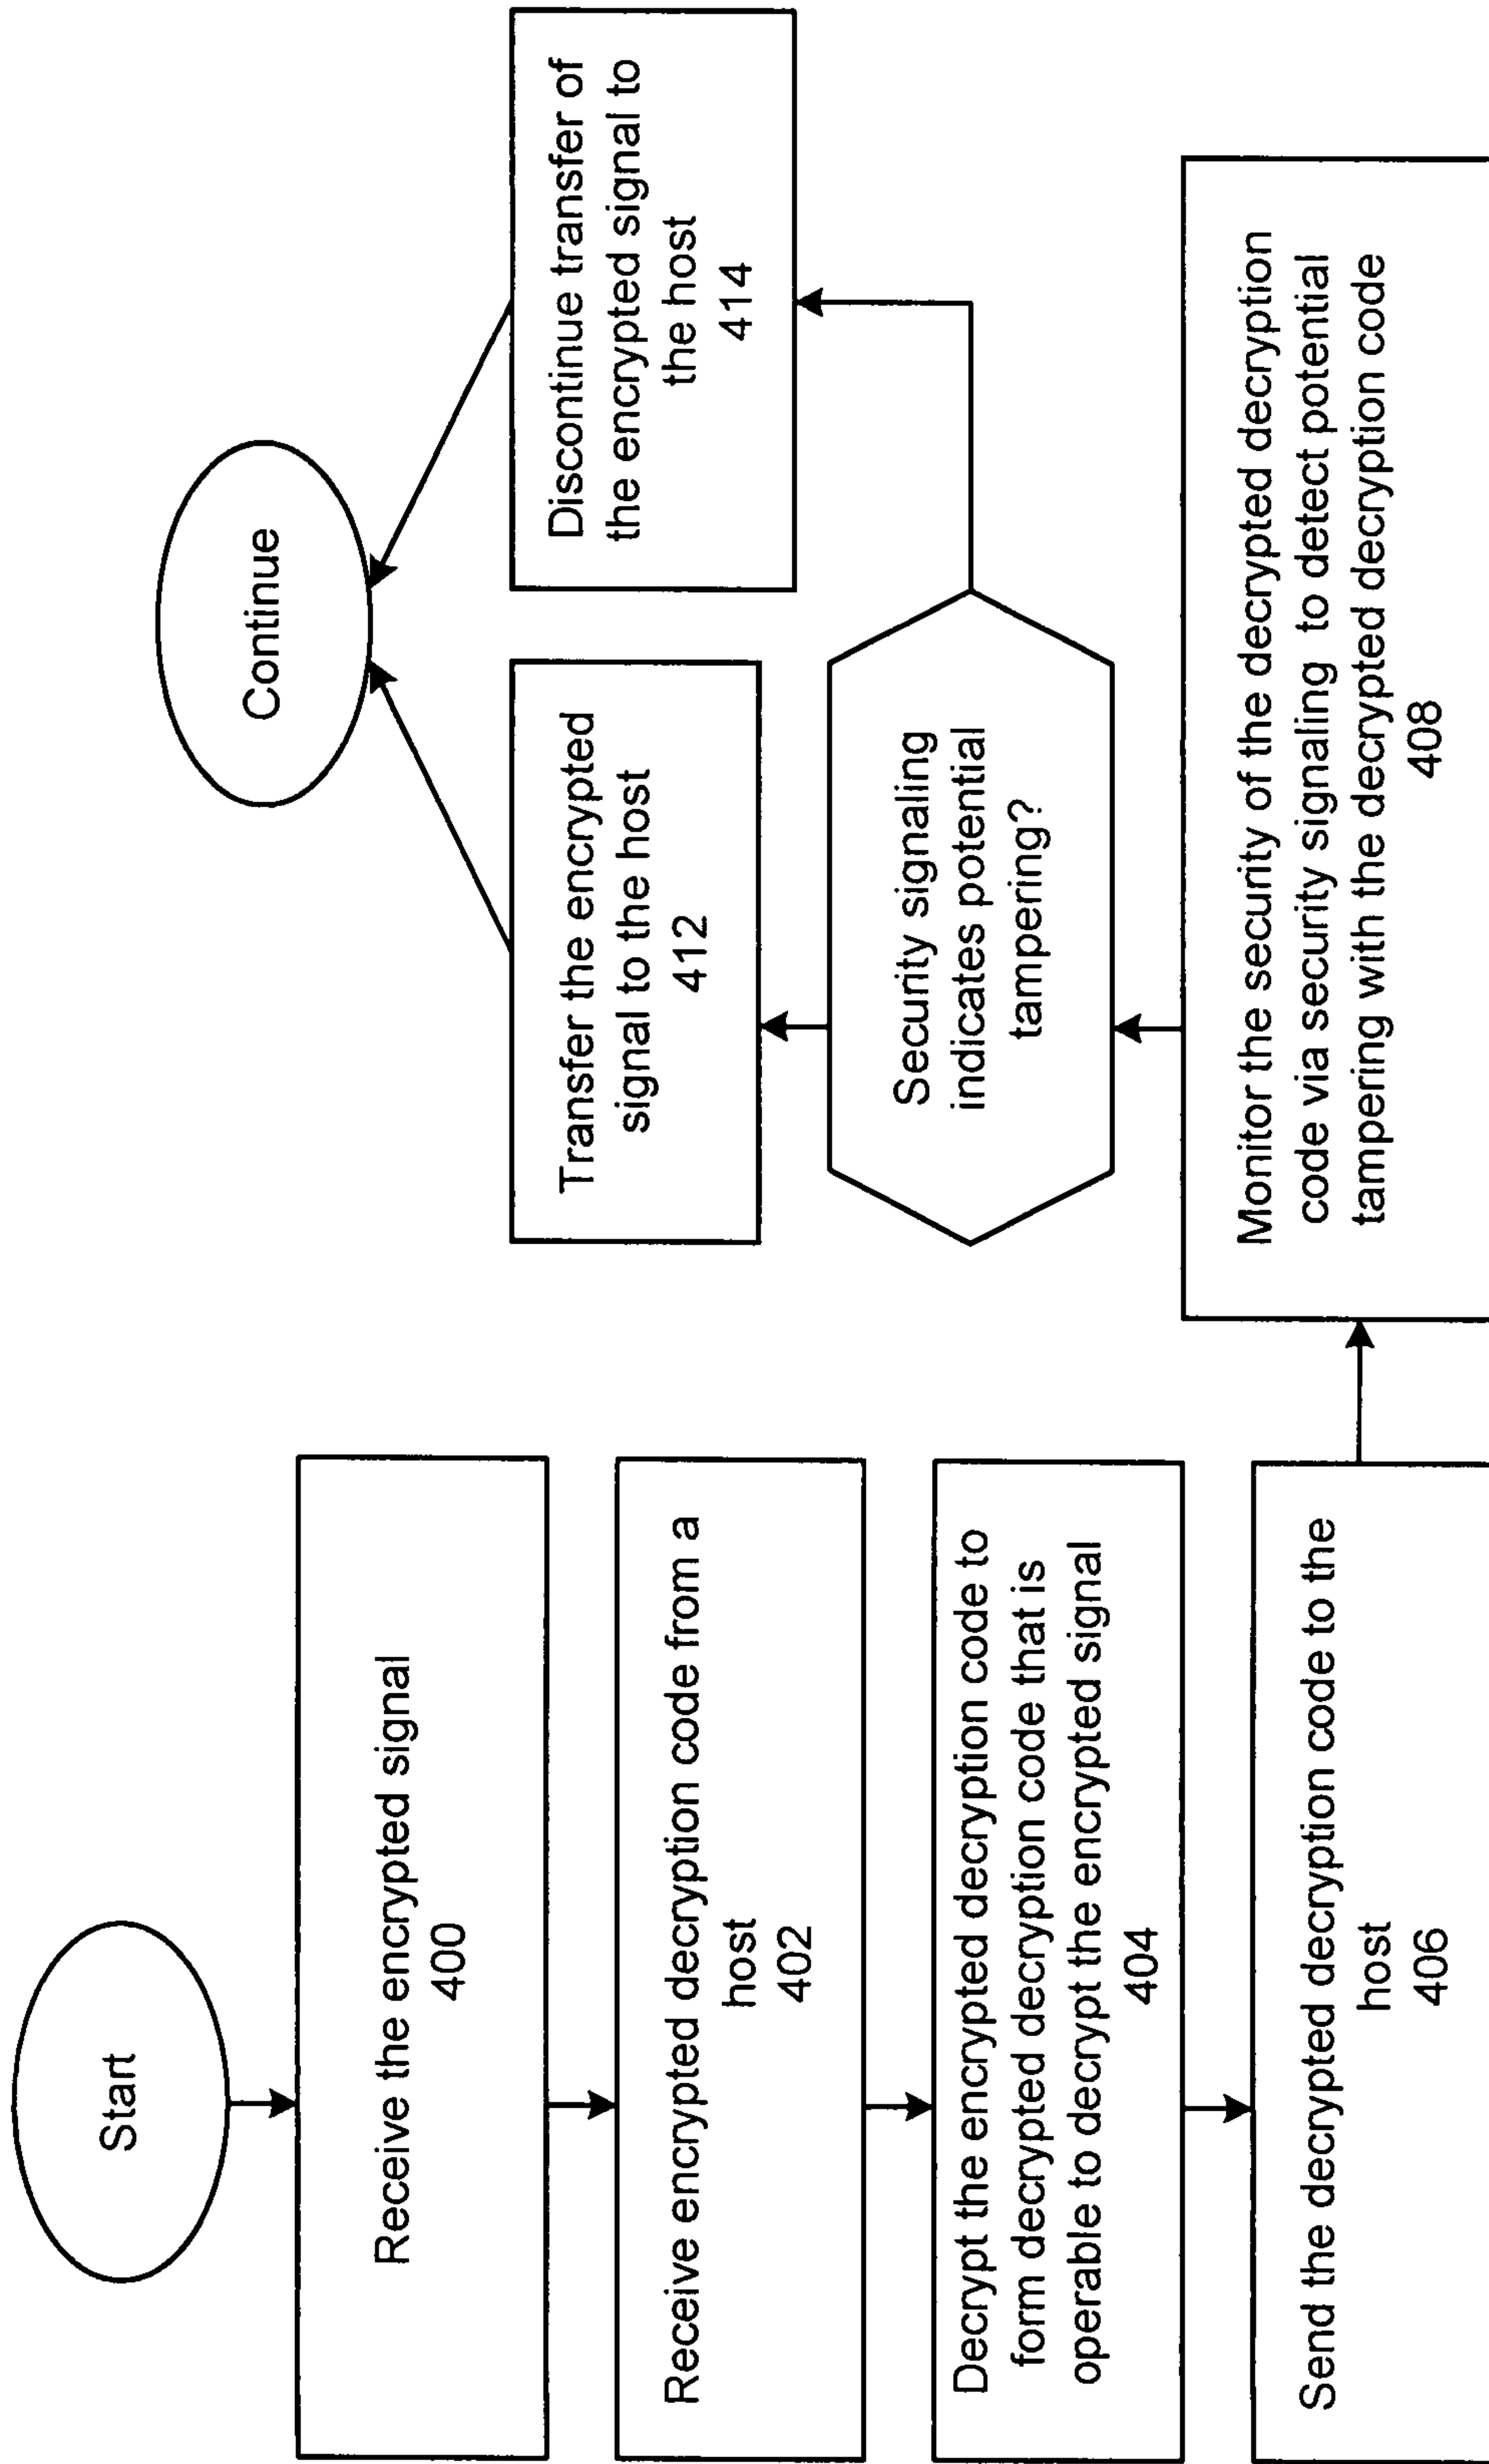 Start
Receive the encrypted signal
400
Receive encrypted decryption code from a
host
402
Decrypt the encrypted decryption code to
form decrypted decryption code that is
operable to decrypt the encrypted signal
404
Send the decrypted decryption code to the
host
406
Monitor the security of the decrypted decryption
code via security signaling to detect potential
tampering with the decrypted decryption code
408
Security signaling
indicates potential
tampering?
Transfer the encrypted
signal to the host
412
Discontinue transfer of
the encrypted signal to
the host
414
Continue